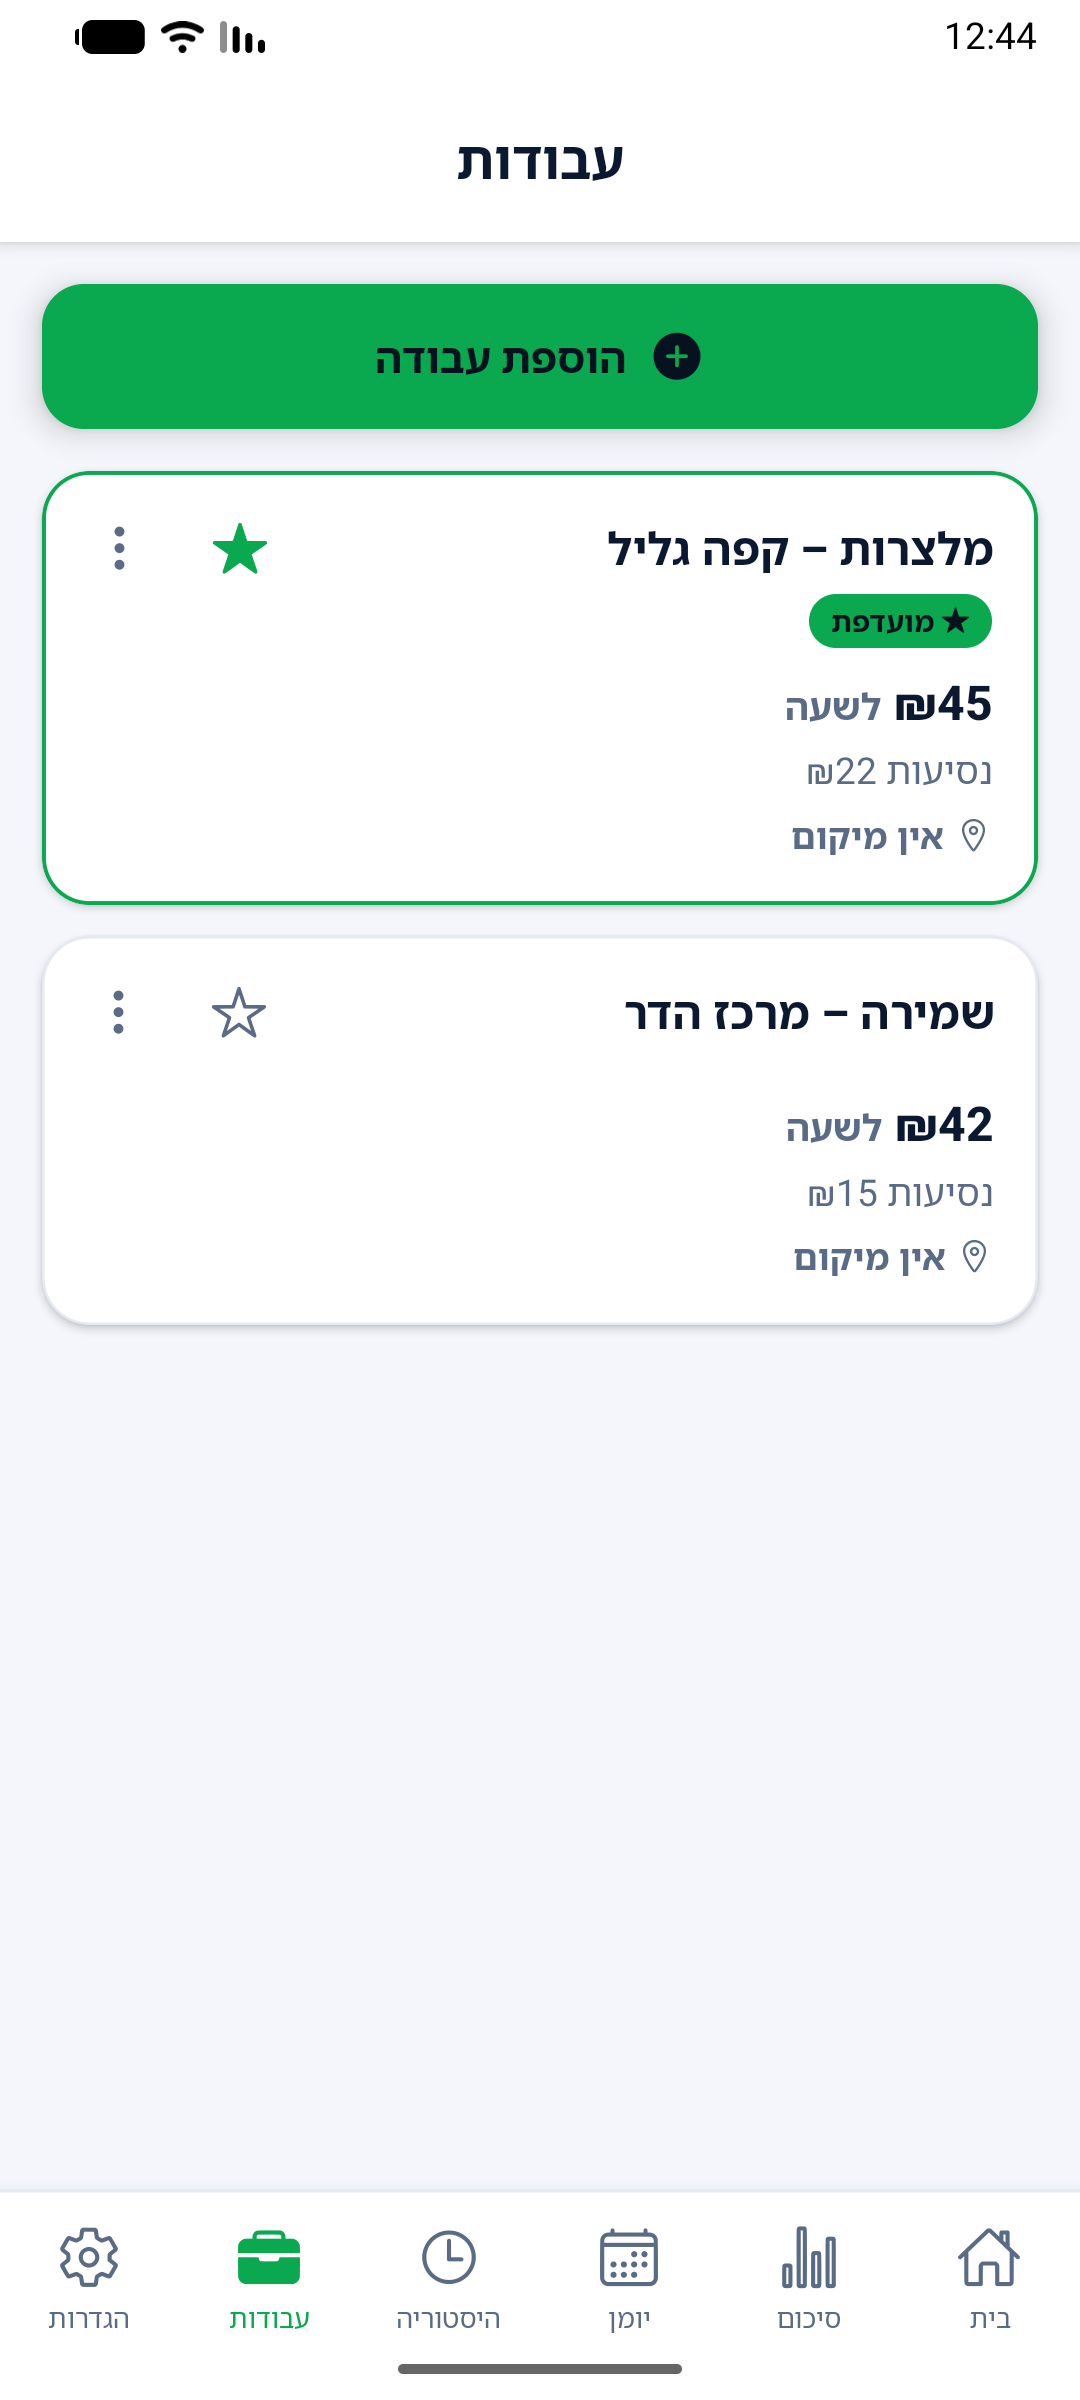 12:44
עבודות
הוספת עבודה
מלצרות – קפה גליל
מועדפת
₪45 לשעה
נסיעות ₪22
אין מיקום
שמירה – מרכז הדר
₪42 לשעה
נסיעות ₪15
אין מיקום
בית
סיכום
יומן
היסטוריה
עבודות
הגדרות